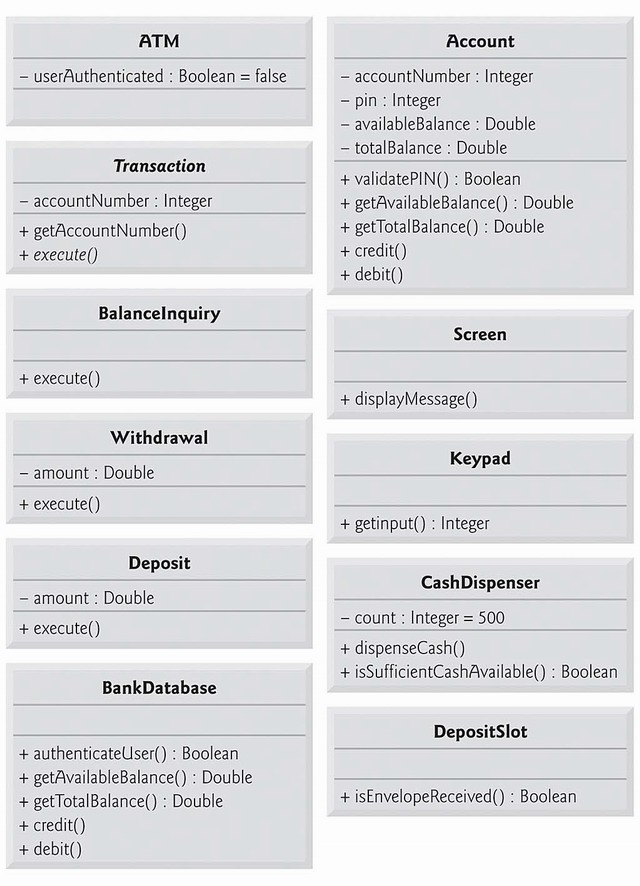 ATM
– userAuthenticated : Boolean = false
Transaction
– accountNumber : Integer
+ getAccountNumber()
+ execute()
BalanceInquiry
+ execute()
Withdrawal
– amount : Double
+ execute()
Deposit
– amount : Double
+ execute()
BankDatabase
+ authenticateUser() : Boolean
+ getAvailableBalance() : Double
+ getTotalBalance() : Double
+ credit()
+ debit()
Account
– accountNumber : Integer
– pin : Integer
– availableBalance : Double
– totalBalance : Double
+ validatePIN() : Boolean
+ getAvailableBalance() : Double
+ getTotalBalance() : Double
+ credit()
+ debit()
Screen
+ displayMessage()
Keypad
+ getinput() : Integer
CashDispenser
– count : Integer = 500
+ dispenseCash()
+ isSufficientCashAvailable() : Boolean
DepositSlot
+ isEnvelopeReceived() : Boolean